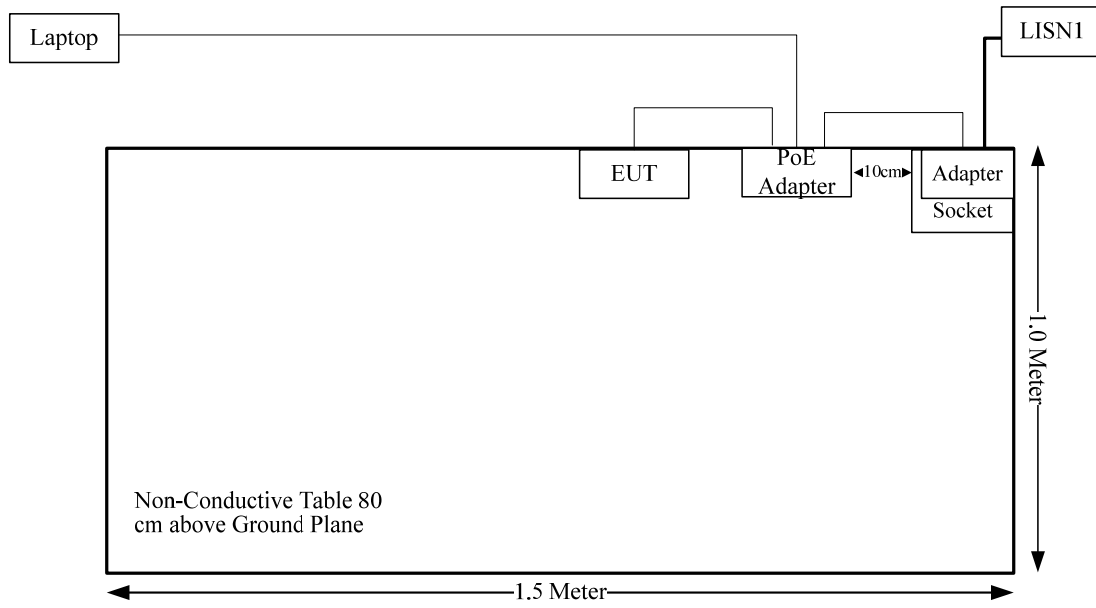 Laptop
LISN1
EUT
PoE
Adapter
10cm
Adapter
Socket
1.0 Meter
Non-Conductive Table 80
cm above Ground Plane
1.5 Meter